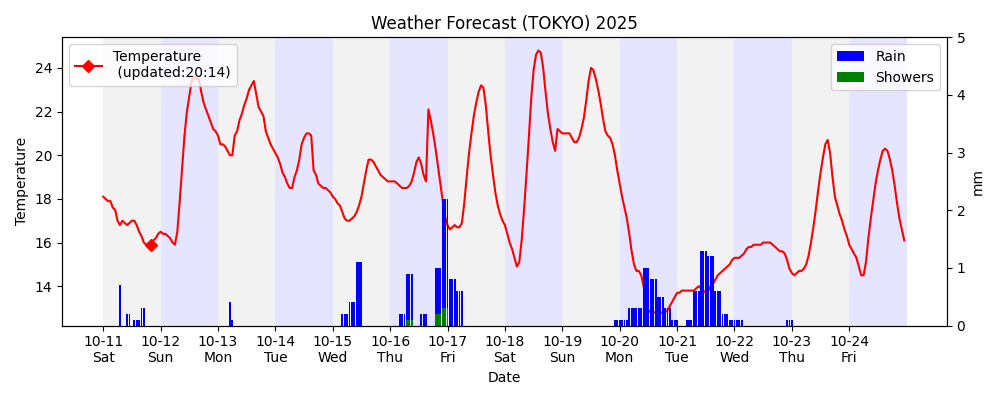 Weather Forecast (TOKYO) 2025
Temperature
(updated:20:14)
Rain
Showers
24
22
20
18
16
14
Temperature
5
4
3
2
1
0
mm
10-11 10-12 10-13 10-14 10-15 10-16 10-17 10-18 10-19 10-20 10-21 10-22 10-23 10-24
Sat Sun Mon Tue Wed Thu Fri Sat Sun Mon Tue Wed Thu Fri
Date